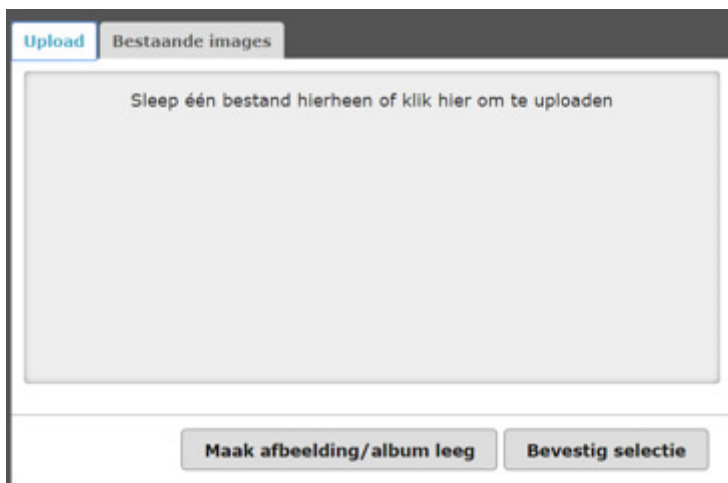 Upload Bestaande images
Sleep één bestand hierheen of klik hier om te uploaden
Maak afbeelding/album leeg Bevestig selectie